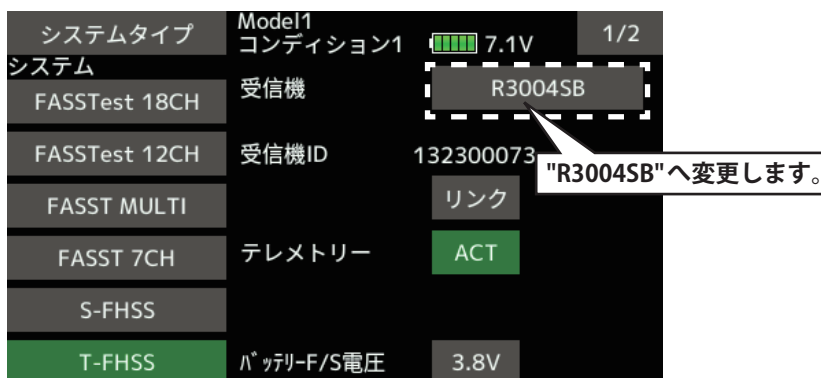 システムタイプ
Model1
コンディション1
7.1V
1/2
システム
FASSTest 18CH
受信機
R3004SB
FASSTest 12CH
受信機ID
132300073
"R3004SB"へ変更します。
FASST MULTI
リンク
FASST 7CH
テレメトリー
ACT
S-FHSS
T-FHSS
ﾊﾞｯﾃﾘｰF/S電圧
3.8V